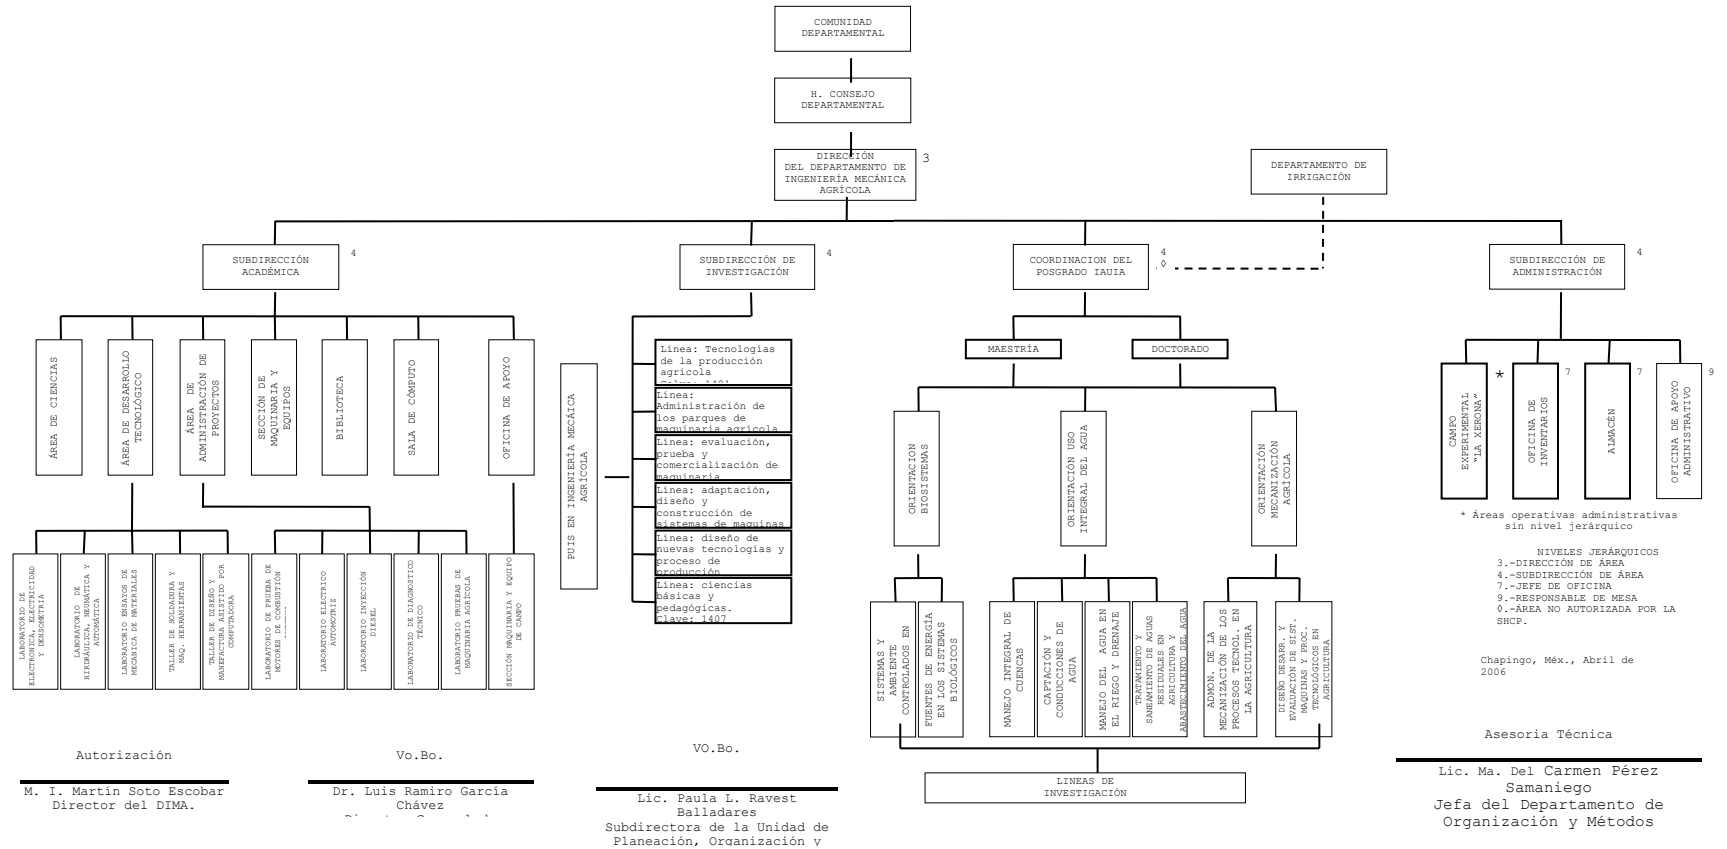 COMUNIDAD
DEPARTAMENTAL
H. CONSEJO
DEPARTAMENTAL
DIRECCIÓN
DEL DEPARTAMENTO DE
INGENIERÍA MECÁNICA
AGRÍCOLA
3
DEPARTAMENTO DE
IRRIGACIÓN
SUBDIRECCIÓN
ACADÉMICA
4
SUBDIRECCIÓN DE
INVESTIGACIÓN
4
COORDINACION DEL
POSGRADO IAUIA
4
◊
SUBDIRECCIÓN DE
ADMINISTRACIÓN
4
ÁREA DE CIENCIAS
ÁREA DE DESARROLLO
TECNOLÓGICO
ÁREA DE
ADMINISTRACIÓN DE
PROYECTOS
SECCIÓN DE
MAQUINARIA Y
EQUIPOS
BIBLIOTECA
SALA DE CÓMPUTO
OFICINA DE APOYO
LABORATORIO DE
ELECTRONICA, ELECTRICIDAD
Y DENSOMETRÍA
LABORATORIO DE
HIDRÁULICA, NEUMÁTICA Y
AUTOMÁTICA
LABORATORIO ENSAYOS DE
MECANICA DE MATERIALES
TALLER DE SOLDADURA Y
MAQ. HERRAMIENTAS
TALLER DE DISEÑO Y
MANEFACTURA ASISTIDO POR
COMPUTADORA
LABORATORIO DE PRUEBA DE
MOTORES DE COMBUSTIÓN
LABORATORIO ELECTRICO
AUTOMOTRIZ
LABORATORIO INYECCIÓN
DIESEL
LABORATORIO DE DIAGNOSTICO
TÉCNICO
LABORATORIO PRUEBAS DE
MAQUINARIA AGRÍCOLA
SECCIÓN MAQUINARIA Y EQUIPO
DE CAMPO
PUIS EN INGENIERÍA MECÁICA
AGRÍCOLA
Línea: Tecnologías
de la producción
agrícola
Línea:
Administración de
los parques de
maquinaria agrícola
Línea: evaluación,
prueba y
comercialización de
maquinaria
Línea: adaptación,
diseño y
construcción de
sistemas de maquinas
Línea: diseño de
nuevas tecnologías y
proceso de
producción
Línea: ciencias
básicas y
pedagógicas.
Clave: 1407
MAESTRÍA
DOCTORADO
ORIENTACION
BIOSISTEMAS
ORIENTACIÓN USO
INTEGRAL DEL AGUA
ORIENTACIÓN
MECANIZACIÓN
AGRÍCOLA
SISTEMAS Y
AMBIENTE
CONTROLADOS EN
FUENTES DE ENERGÍA
EN LOS SISTEMAS
BIOLÓGICOS
MANEJO INTEGRAL DE
CUENCAS
CAPTACIÓN Y
CONDUCCIONES DE
AGUA
MANEJO DEL AGUA EN
EL RIEGO Y DRENAJE
TRATAMIENTO Y
SANEAMIENTO DE AGUAS
RESIDUALES EN
AGRICULTURA Y
ABASTECIMIENTO DEL AGUA
ADMON. DE LA
MECANIZACIÓN DE LOS
PROCESOS TECNOL. EN
LA AGRICULTURA
DISEÑO DESARR. Y
EVALUACIÓN DE SIST.
MAQUINAS Y PROC.
TECNOLÓGICOS EN
AGRICULTURA
LINEAS DE
INVESTIGACIÓN
CAMPO
EXPERIMENTAL
"LA XERONA"
*
OFICINA DE
INVENTARIOS
7
ALMACÉN
7
OFICINA DE APOYO
ADMINISTRATIVO
9
* Áreas operativas administrativas
sin nivel jerárquico
NIVELES JERÁRQUICOS
3.-DIRECCIÓN DE ÁREA
4.-SUBDIRECCIÓN DE ÁREA
7.-JEFE DE OFICINA
9.-RESPONSABLE DE MESA
◊.-ÁREA NO AUTORIZADA POR LA
SHCP.
Chapingo, Méx., Abril de
2006
Autorización
M. I. Martín Soto Escobar
Director del DIMA.
Vo.Bo.
Dr. Luis Ramiro García
Chávez
VO.Bo.
Lic. Paula L. Ravest
Balladares
Subdirectora de la Unidad de
Planeación, Organización y
Asesoria Técnica
Lic. Ma. Del Carmen Pérez
Samaniego
Jefa del Departamento de
Organización y Métodos